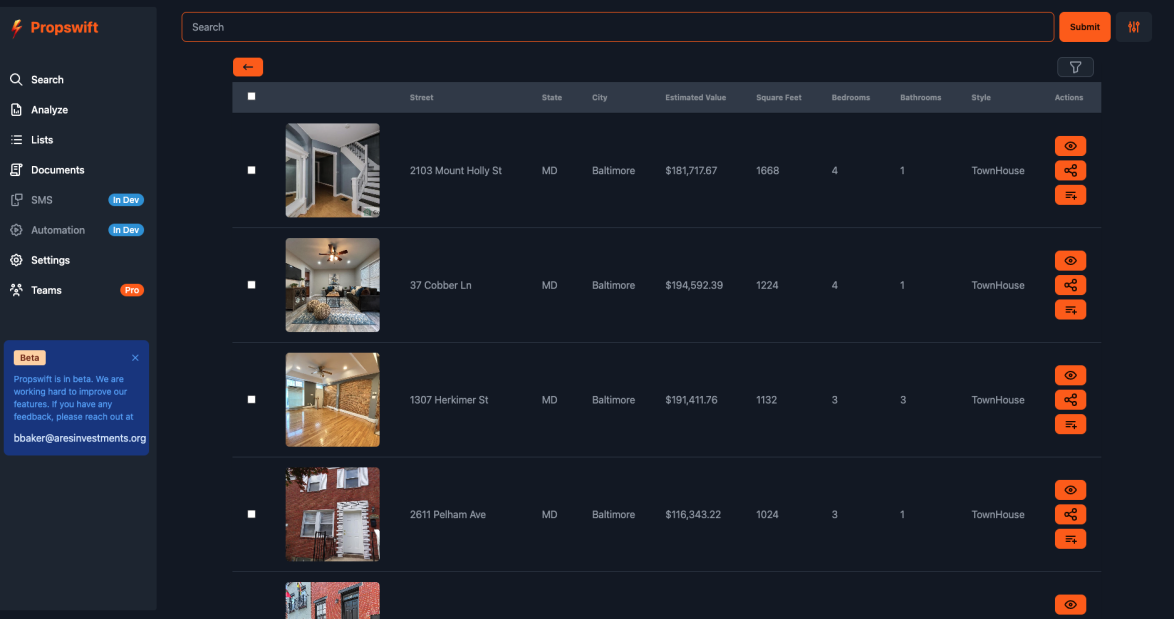 Propswift
Search
Submit
Search
Analyze
Lists
Documents
SMS In Dev
Automation In Dev
Settings
Teams Pro
Beta
Propswift is in beta. We are
working hard to improve our
features. If you have any
feedback, please reach out at
bbaker@aresinvestments.org
Street State City Estimated Value Square Feet Bedrooms Bathrooms Style Actions
2103 Mount Holly St MD Baltimore $181,717.67 1668 4 1 TownHouse
37 Cobber Ln MD Baltimore $194,592.39 1224 4 1 TownHouse
1307 Herkimer St MD Baltimore $191,411.76 1132 3 3 TownHouse
2611 Pelham Ave MD Baltimore $116,343.22 1024 3 1 TownHouse